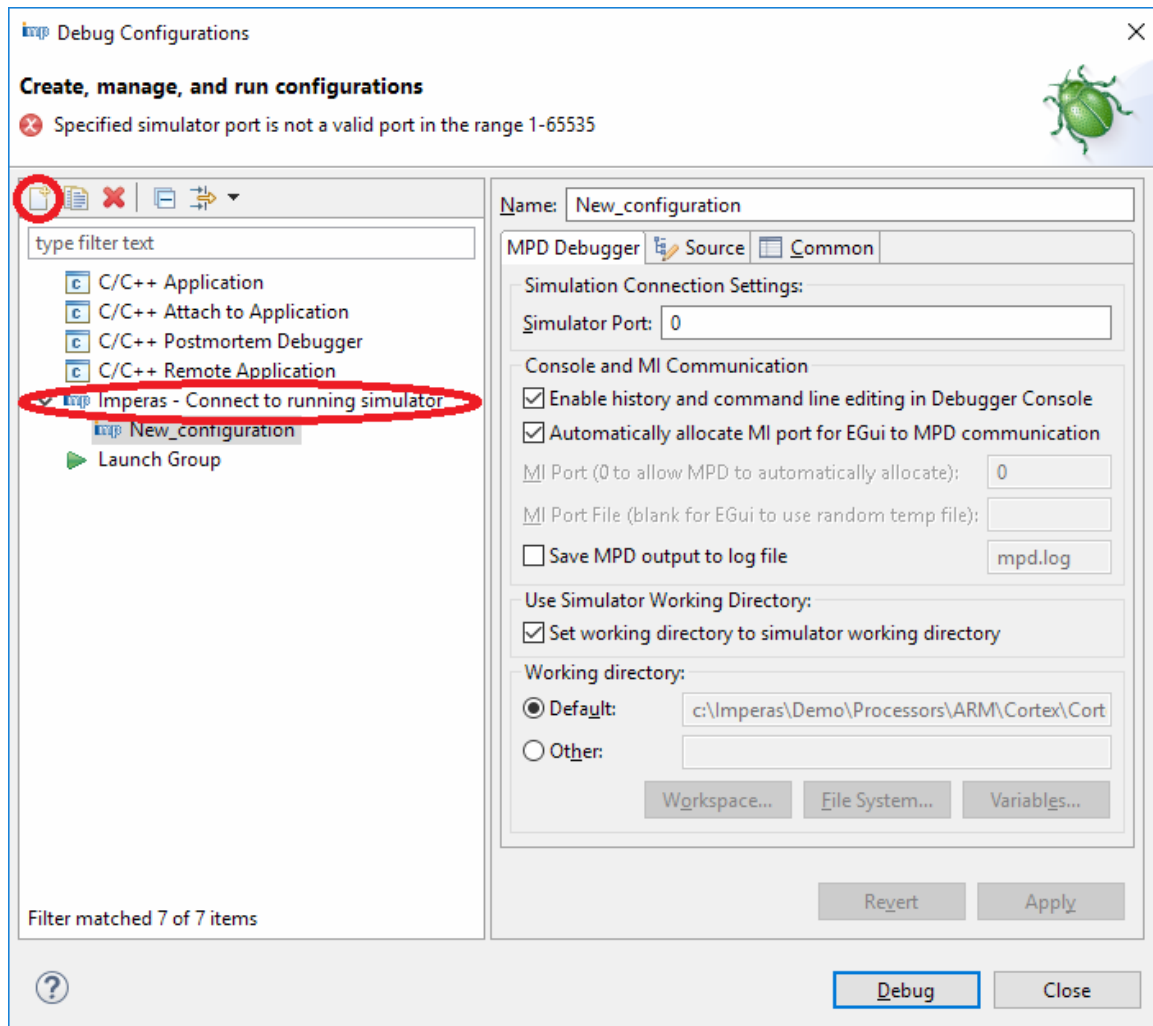 imp Debug Configurations
Create, manage, and run configurations
Specified simulator port is not a valid port in the range 1-65535
type filter text
C/C++ Application
C/C++ Attach to Application
C/C++ Postmortem Debugger
C/C++ Remote Application
imp Imperas - Connect to running simulator
imp New_configuration
Launch Group
Filter matched 7 of 7 items
Name: New_configuration
MPD Debugger Source Common
Simulation Connection Settings:
Simulator Port: 0
Console and MI Communication
Enable history and command line editing in Debugger Console
Automatically allocate MI port for EGui to MPD communication
MI Port (0 to allow MPD to automatically allocate): 0
MI Port File (blank for EGui to use random temp file):
Save MPD output to log file mpd.log
Use Simulator Working Directory:
Set working directory to simulator working directory
Working directory:
Default: c:\Imperas\Demo\Processors\ARM\Cortex\Cort
Other:
Workspace... File System... Variables...
Revert Apply
? Debug Close